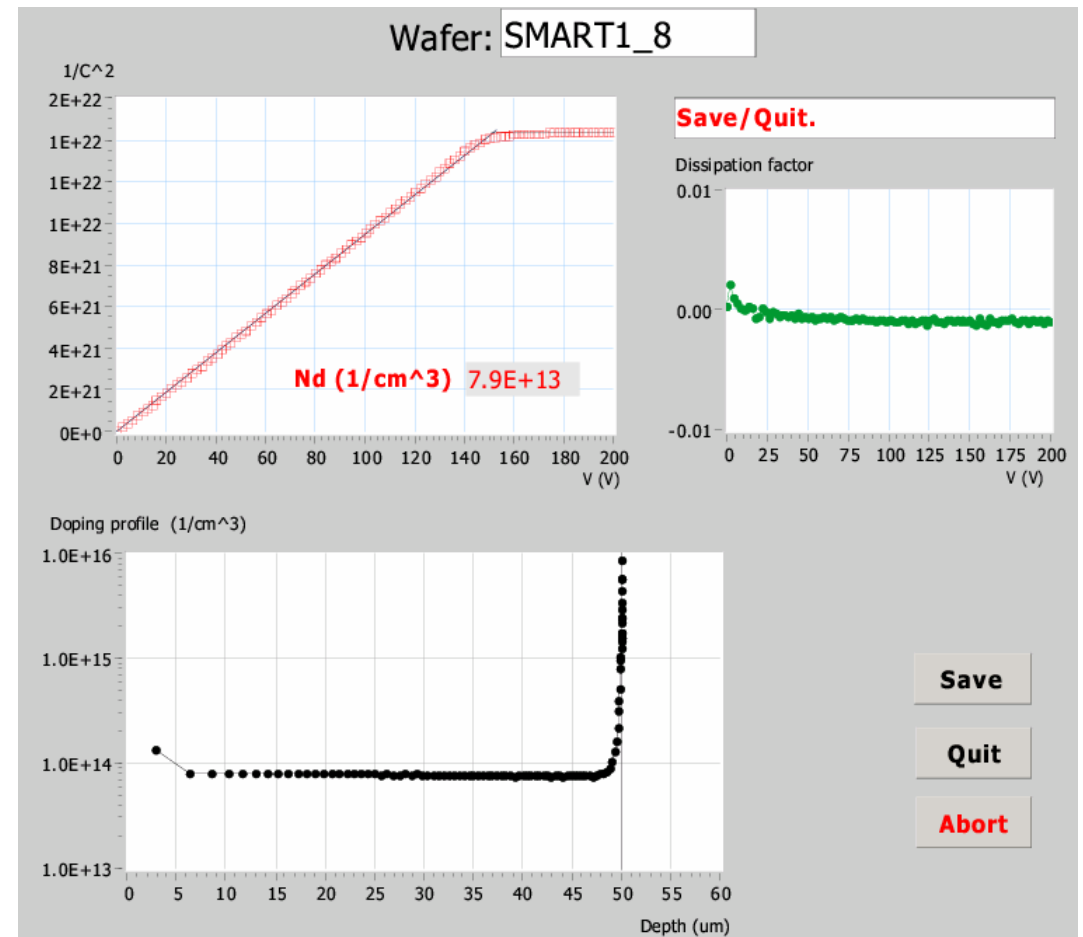 Wafer: SMART1_8
1/C^2
2E+22
1E+22
1E+22
1E+22
8E+21
6E+21
4E+21
2E+21
0E+0
Nd (1/cm^3) 7.9E+13
0 20 40 60 80 100 120 140 160 180 200
V (V)
Save/Quit.
Dissipation factor
0.01
0.00
-0.01
0 25 50 75 100 125 150 175 200
V (V)
Doping profile (1/cm^3)
1.0E+16
1.0E+15
1.0E+14
1.0E+13
0 5 10 15 20 25 30 35 40 45 50 55 60
Depth (um)
Save
Quit
Abort